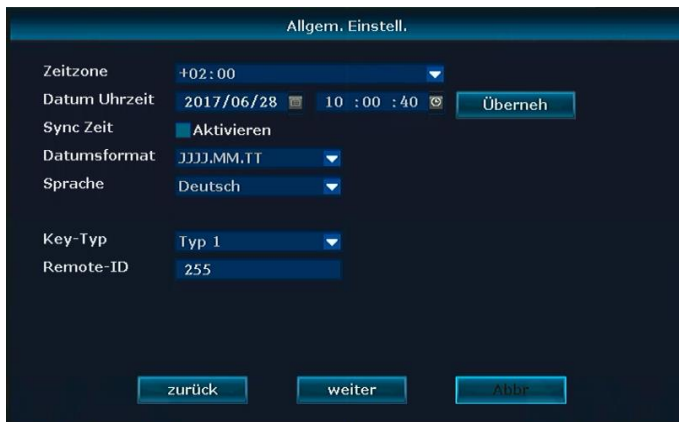 Allgem. Einstell.
Zeitzone +02:00
Datum Uhrzeit 2017/06/28 10 :00 :40 Überneh
Sync Zeit Aktivieren
Datumsformat JJJJ.MM.TT
Sprache Deutsch
Key-Typ Typ 1
Remote-ID 255
zurück weiter Abbr